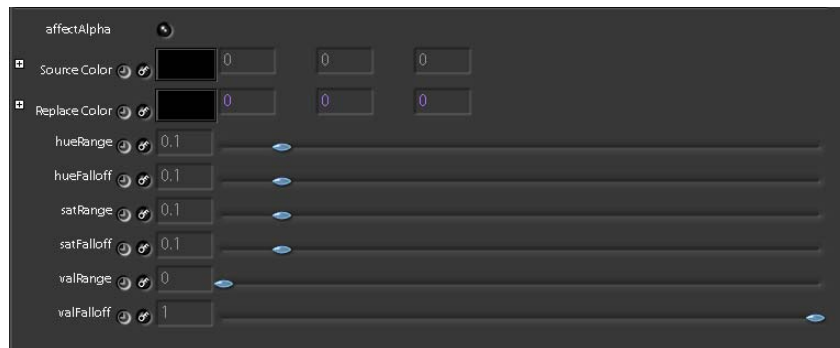 affectAlpha
Source Color 0 0 0
Replace Color 0 0 0
hueRange 0.1
hueFalloff 0.1
satRange 0.1
satFalloff 0.1
valRange 0
valFalloff 1